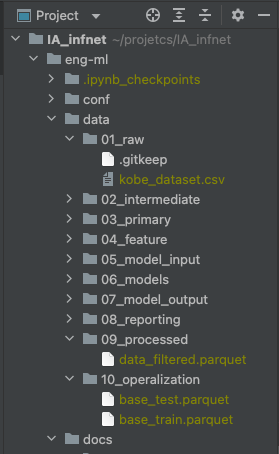 Project
IA_infnet ~/projetcs/IA_infnet
eng-ml
.ipynb_checkpoints
conf
data
01_raw
.gitkeep
kobe_dataset.csv
02_intermediate
03_primary
04_feature
05_model_input
06_models
07_model_output
08_reporting
09_processed
data_filtered.parquet
10_operalization
base_test.parquet
base_train.parquet
docs